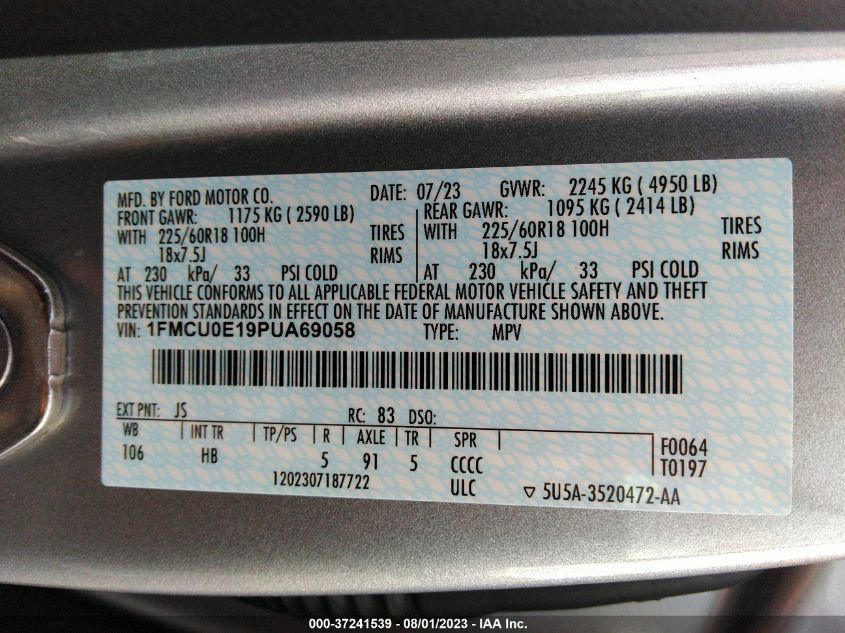 MFD. BY FORD MOTOR CO. DATE: 07/23 GVWR: 2245 KG ( 4950 LB)
FRONT GAWR: 1175 KG ( 2590 LB) REAR GAWR: 1095 KG ( 2414 LB)
WITH 225/60R18 100H TIRES WITH 225/60R18 100H TIRES
18x7.5J RIMS 18x7.5J RIMS
AT 230 kPa/ 33 PSI COLD AT 230 kPa/ 33 PSI COLD
THIS VEHICLE CONFORMS TO ALL APPLICABLE FEDERAL MOTOR VEHICLE SAFETY AND THEFT
PREVENTION STANDARDS IN EFFECT ON THE DATE OF MANUFACTURE SHOWN ABOVE.
VIN: 1FMCU0E19PUA69058 TYPE: MPV
EXT PNT: JS RC: 83 DSO:
WB INT TR TP/PS R AXLE TR SPR F0064
106 HB 5 91 5 CCCC T0197
1202307187722 ULC ▽ 5U5A-3520472-AA
000-37241539 - 08/01/2023 - IAA Inc.